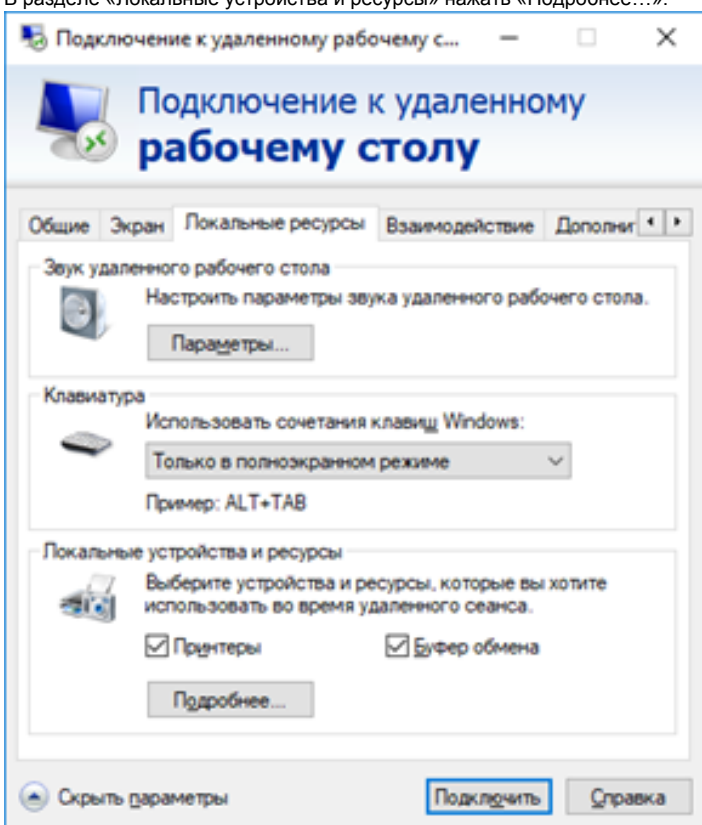 В разделе «Локальные устройства и ресурсы» нажать «Подробнее…».
Подключение к удаленному рабочему с...
Подключение к удаленному
рабочему столу
Общие Экран Локальные ресурсы Взаимодействие Дополнит
Звук удаленного рабочего стола
Настроить параметры звука удаленного рабочего стола.
Параметры...
Клавиатура
Использовать сочетания клавиш Windows:
Только в полноэкранном режиме
Пример: ALT+TAB
Локальные устройства и ресурсы
Выберите устройства и ресурсы, которые вы хотите
использовать во время удаленного сеанса.
Принтеры Буфер обмена
Подробнее...
Скрыть параметры Подключить Справка